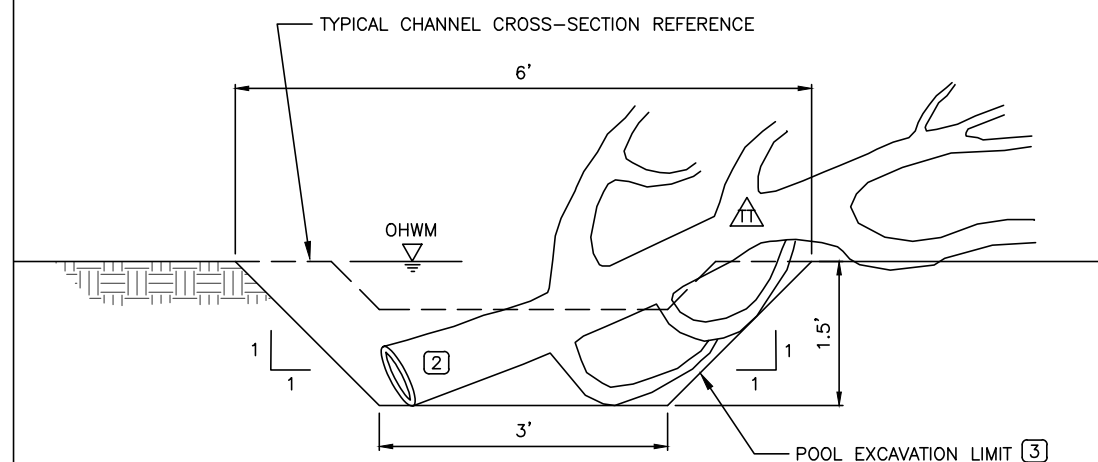 TYPICAL CHANNEL CROSS-SECTION REFERENCE
6'
TT
OHWM
1
1
2
1
1
1.5'
3'
POOL EXCAVATION LIMIT 3